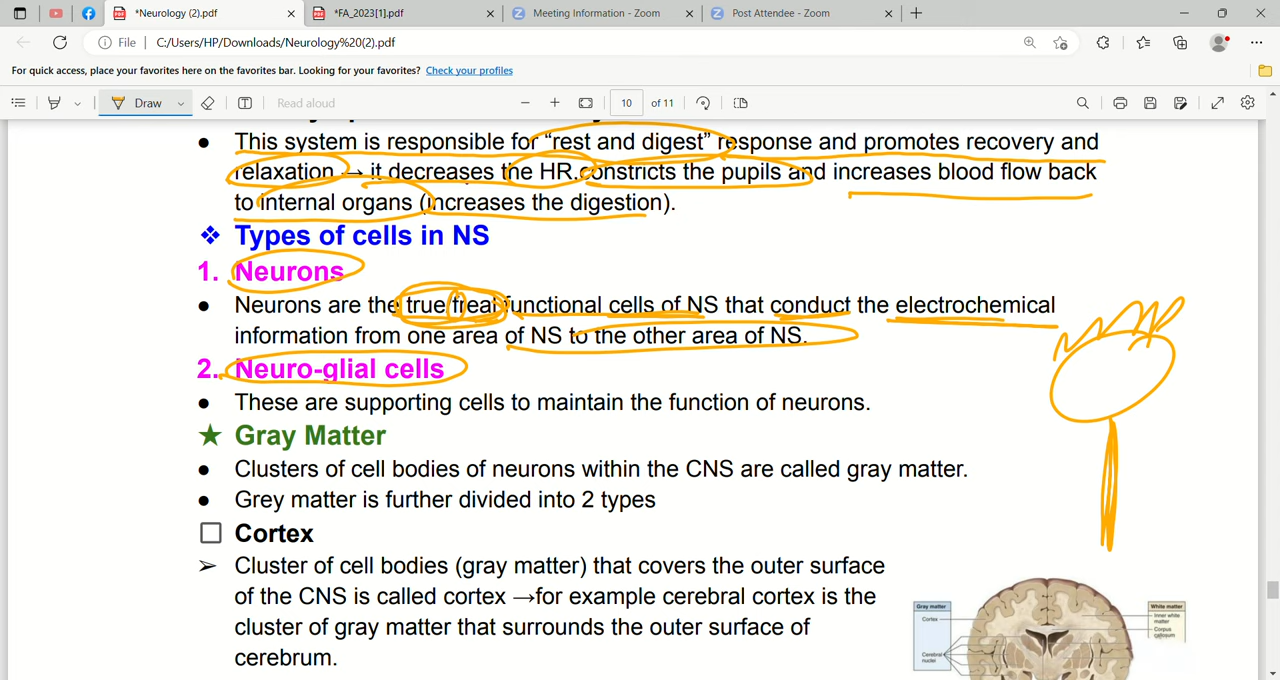 *Neurology (2).pdf
*FA_2023[1].pdf
Meeting Information - Zoom
Post Attendee - Zoom
File
C:/Users/HP/Downloads/Neurology%20(2).pdf
For quick access, place your favorites here on the favorites bar. Looking for your favorites? Check your profiles
Draw
Read aloud
10 of 11
● This system is responsible for “rest and digest” response and promotes recovery and
relaxation → it decreases the HR,constricts the pupils and increases blood flow back
to internal organs (increases the digestion).
❖ Types of cells in NS
1. Neurons
● Neurons are the true/real functional cells of NS that conduct the electrochemical
information from one area of NS to the other area of NS.
2. Neuro-glial cells
● These are supporting cells to maintain the function of neurons.
★ Gray Matter
● Clusters of cell bodies of neurons within the CNS are called gray matter.
● Grey matter is further divided into 2 types
❏ Cortex
➢ Cluster of cell bodies (gray matter) that covers the outer surface
of the CNS is called cortex →for example cerebral cortex is the
cluster of gray matter that surrounds the outer surface of
cerebrum.
Gray matter
Cortex
Cerebral
nuclei
White matter
Inner white
matter
Corpus
callosum